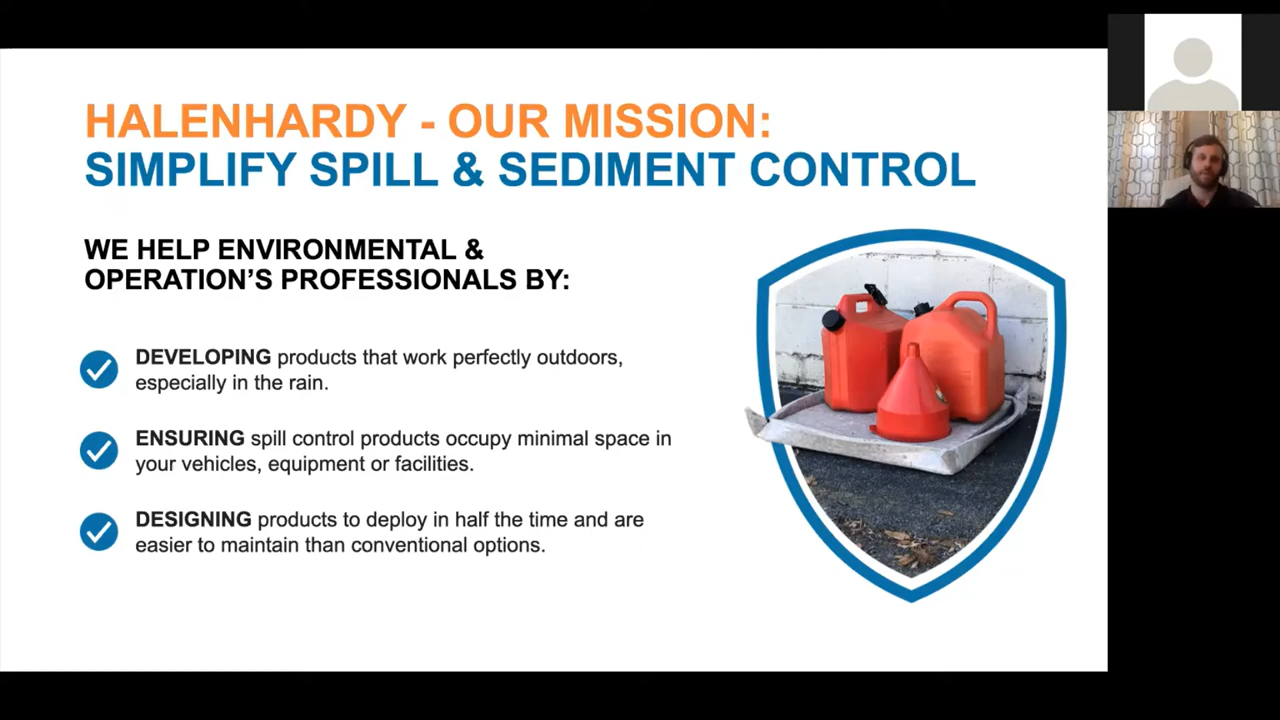 HALENHARDY - OUR MISSION:
SIMPLIFY SPILL & SEDIMENT CONTROL
WE HELP ENVIRONMENTAL &
OPERATION’S PROFESSIONALS BY:
DEVELOPING products that work perfectly outdoors,
especially in the rain.
ENSURING spill control products occupy minimal space in
your vehicles, equipment or facilities.
DESIGNING products to deploy in half the time and are
easier to maintain than conventional options.